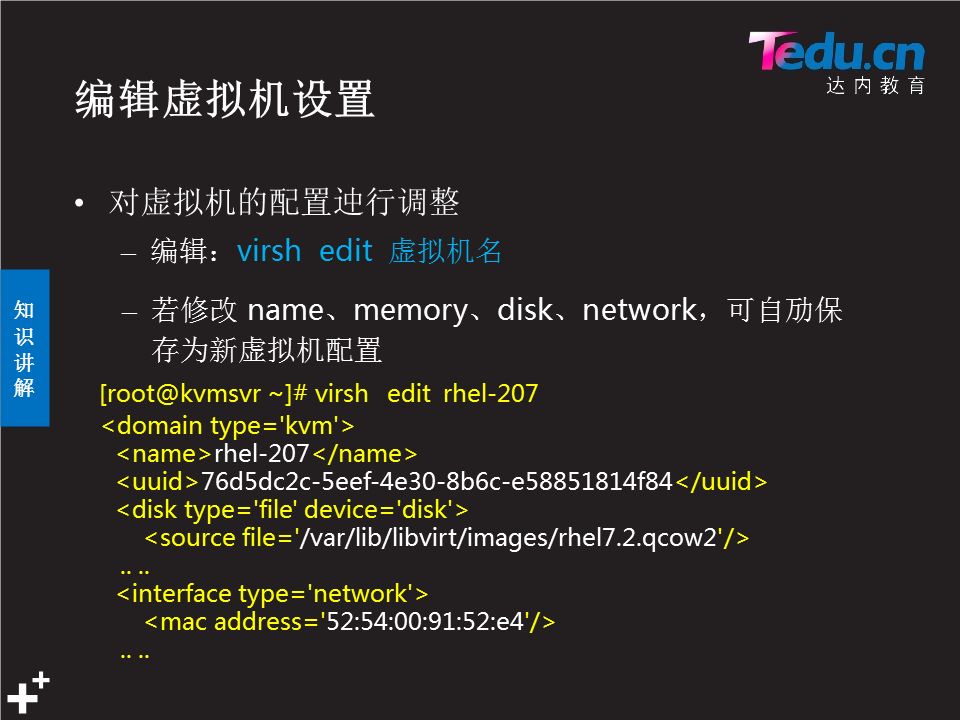 Tedu.cn
达内教育
编辑虚拟机设置
• 对虚拟机的配置迚行调整
– 编辑：virsh edit 虚拟机名
– 若修改 name、memory、disk、network，可自劢保
存为新虚拟机配置
知
识
讲
解
[root@kvmsvr ~]# virsh edit rhel-207
<domain type='kvm'>
<name>rhel-207</name>
<uuid>76d5dc2c-5eef-4e30-8b6c-e58851814f84</uuid>
<disk type='file' device='disk'>
<source file='/var/lib/libvirt/images/rhel7.2.qcow2'/>
.. ..
<interface type='network'>
<mac address='52:54:00:91:52:e4'/>
.. ..